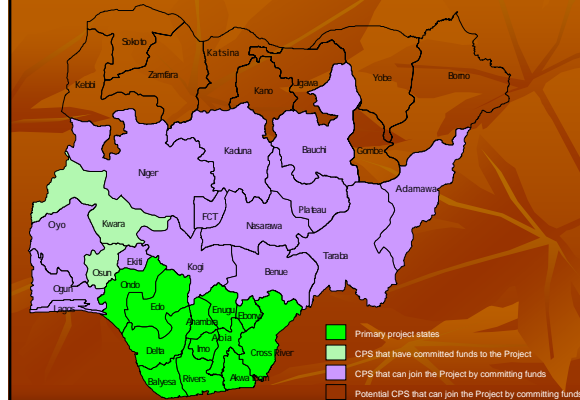 Sokoto
Katsina
Kebbi
Zamfara
Kano
Jigawa
Yobe
Borno
Niger
Kaduna
Bauchi
Gombe
Adamawa
Kwara
FCT
Plateau
Nasarawa
Oyo
Osun
Ekiti
Kogi
Benue
Taraba
Ogun
Lagos
Ondo
Edo
Enugu
Ebonyi
Anambra
Abia
Imo
Cross River
Delta
Balyesa
Rivers
Akwa Ibom
Primary project states
CPS that have committed funds to the Project
CPS that can join the Project by committing funds
Potential CPS that can join the Project by committing funds